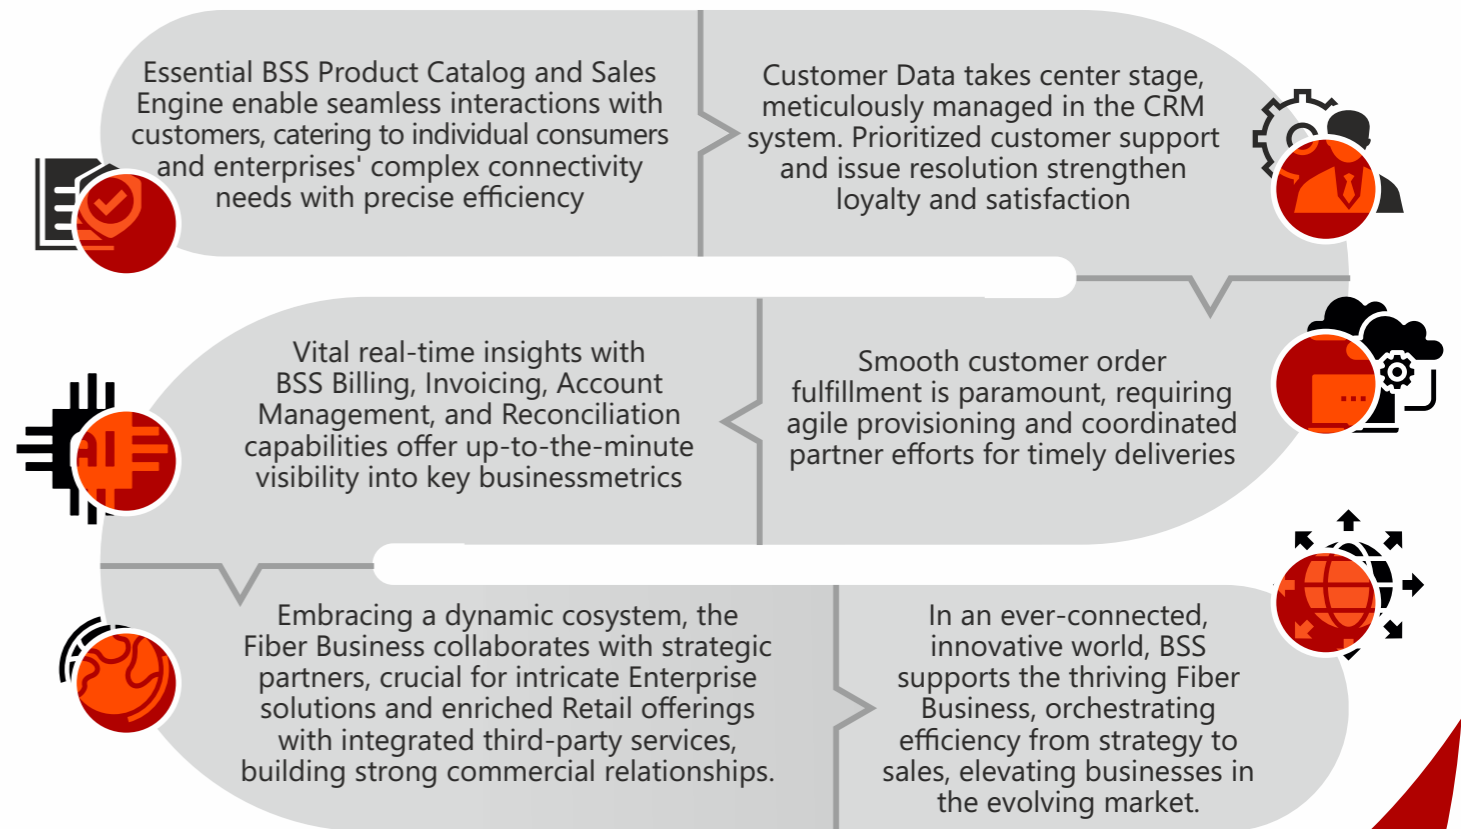 Essential BSS Product Catalog and Sales
Engine enable seamless interactions with
customers, catering to individual consumers
and enterprises' complex connectivity
needs with precise efficiency
Customer Data takes center stage,
meticulously managed in the CRM
system. Prioritized customer support
and issue resolution strengthen
loyalty and satisfaction
Smooth customer order
fulfillment is paramount, requiring
agile provisioning and coordinated
partner efforts for timely deliveries
Vital real-time insights with
BSS Billing, Invoicing, Account
Management, and Reconciliation
capabilities offer up-to-the-minute
visibility into key businessmetrics
AI
Embracing a dynamic cosystem, the
Fiber Business collaborates with strategic
partners, crucial for intricate Enterprise
solutions and enriched Retail offerings
with integrated third-party services,
building strong commercial relationships.
In an ever-connected,
innovative world, BSS
supports the thriving Fiber
Business, orchestrating
efficiency from strategy to
sales, elevating businesses in
the evolving market.